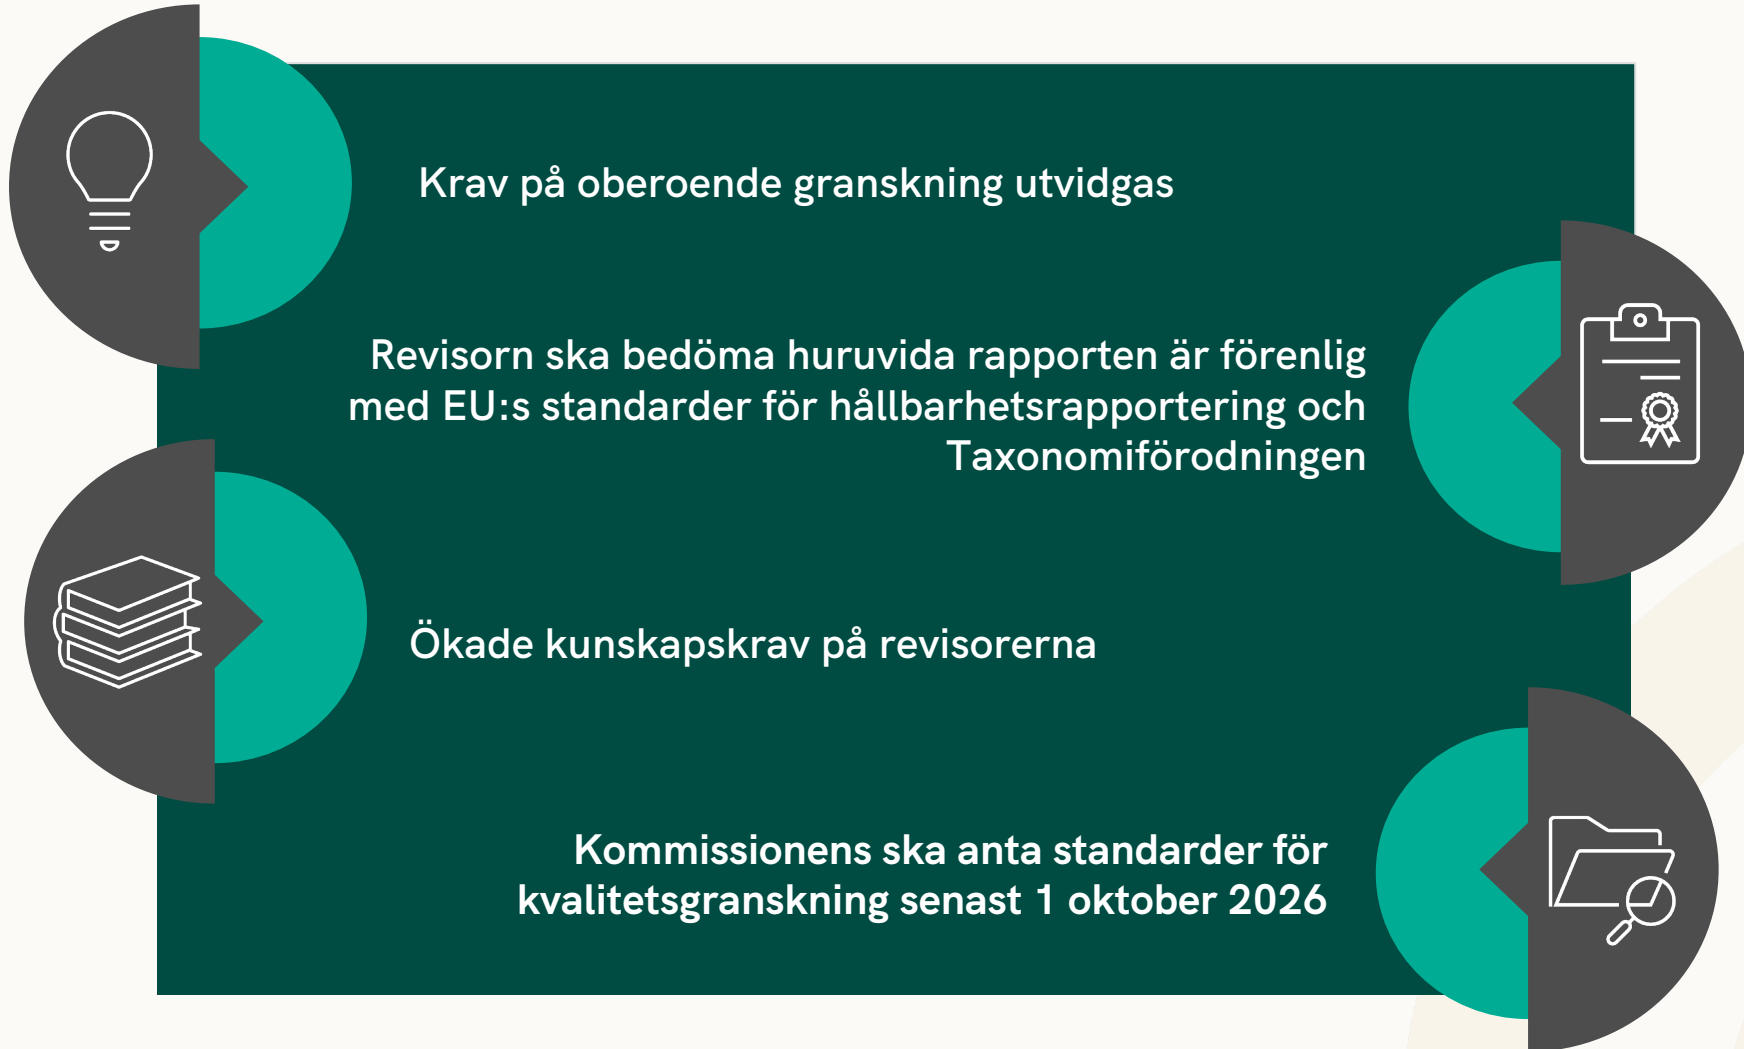 Krav på oberoende granskning utvidgas
Revisorn ska bedöma huruvida rapporten är förenlig
med EU:s standarder för hållbarhetsrapportering och
Taxonomiförodningen
Ökade kunskapskrav på revisorerna
Kommissionens ska anta standarder för
kvalitetsgranskning senast 1 oktober 2026